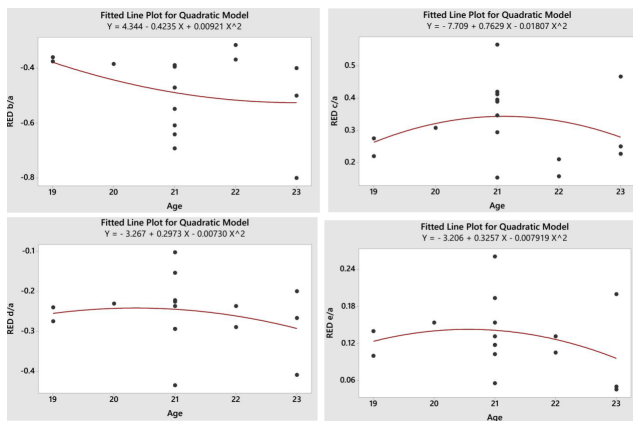 Fitted Line Plot for Quadratic Model
Y = 4.344 - 0.4235 X + 0.00921 X^2
RED b/a
-0.4
-0.6
-0.8
19 20 21 22 23
Age
Fitted Line Plot for Quadratic Model
Y = - 7.709 + 0.7629 X - 0.01807 X^2
RED c/a
0.5
0.4
0.3
0.2
19 20 21 22 23
Age
Fitted Line Plot for Quadratic Model
Y = - 3.267 + 0.2973 X - 0.00730 X^2
RED d/a
-0.1
-0.2
-0.3
-0.4
19 20 21 22 23
Age
Fitted Line Plot for Quadratic Model
Y = - 3.206 + 0.3257 X - 0.007919 X^2
RED e/a
0.24
0.18
0.12
0.06
19 20 21 22 23
Age